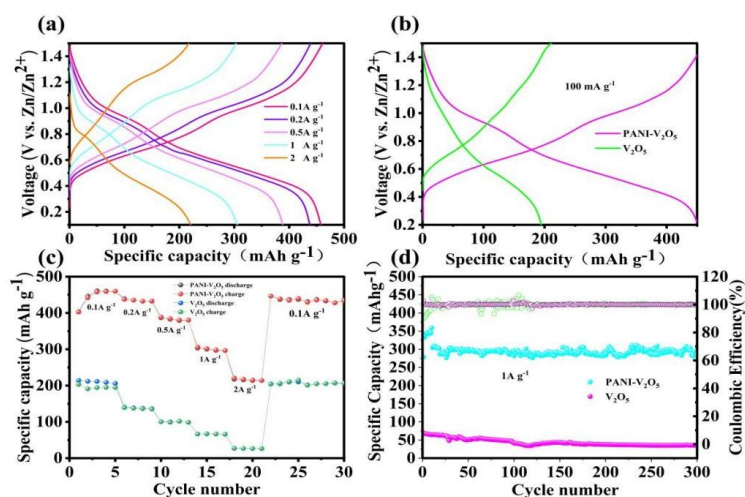 (a)
Voltage (V vs. Zn/Zn2+)
1.4
1.2
1.0
0.8
0.6
0.4
0.2
0 100 200 300 400 500
Specific capacity（mAh g-1）
0.1A g-1
0.2A g-1
0.5A g-1
1 A g-1
2 A g-1
(b)
Voltage (V vs. Zn/Zn2+)
1.4
1.2
1.0
0.8
0.6
0.4
0.2
0 100 200 300 400
Specific capacity（mAh g-1）
100 mA g-1
PANI-V2O5
V2O5
(c)
Specific capacity (mAh g-1)
500
400
300
200
100
0
0 5 10 15 20 25 30
Cycle number
PANI-V2O5 discharge
PANI-V2O5 charge
V2O5 discharge
V2O5 charge
0.1A g-1
0.2A g-1
0.5A g-1
1A g-1
2A g-1
0.1A g-1
(d)
Specific Capacity（mAhg-1）
500
450
400
350
300
250
200
150
100
50
0
0 50 100 150 200 250 300
Cycle number
1A g-1
PANI-V2O5
V2O5
120
100
80
60
40
20
0
Coulombic Efficiency(%)